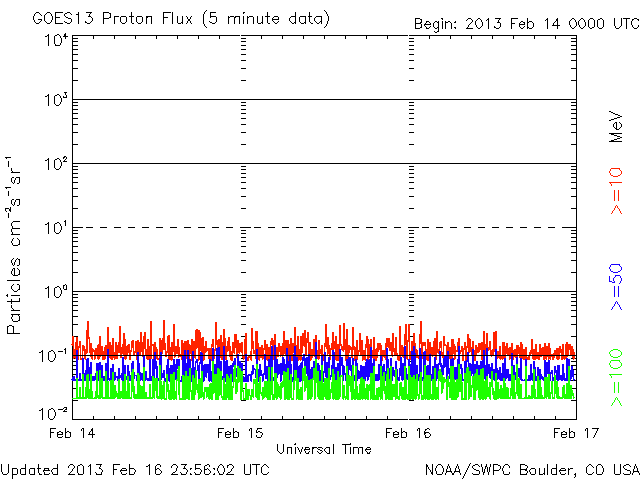 GOES13 Proton Flux (5 minute data)
Begin: 2013 Feb 14 0000 UTC
Particles cm⁻²s⁻¹sr⁻¹
10⁴
10³
10²
10¹
10⁰
10⁻¹
10⁻²
Feb 14
Feb 15
Feb 16
Feb 17
Universal Time
MeV
>=10
>=50
>=100
Updated 2013 Feb 16 23:56:02 UTC
NOAA/SWPC Boulder, CO USA